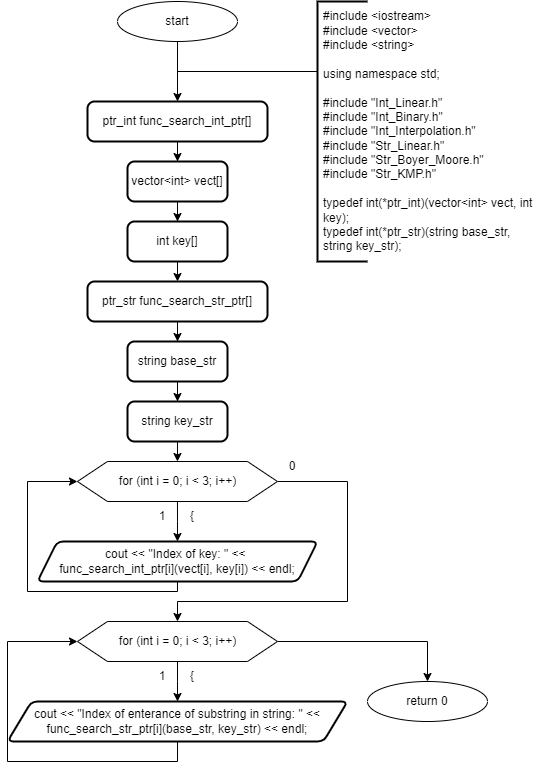 start
#include <iostream>
#include <vector>
#include <string>
using namespace std;
#include "Int_Linear.h"
#include "Int_Binary.h"
#include "Int_Interpolation.h"
#include "Str_Linear.h"
#include "Str_Boyer_Moore.h"
#include "Str_KMP.h"
typedef int(*ptr_int)(vector<int> vect, int
key);
typedef int(*ptr_str)(string base_str,
string key_str);
ptr_int func_search_int_ptr[]
vector<int> vect[]
int key[]
ptr_str func_search_str_ptr[]
string base_str
string key_str
for (int i = 0; i < 3; i++)
0
1 {
cout << "Index of key: " <<
func_search_int_ptr[i](vect[i], key[i]) << endl;
for (int i = 0; i < 3; i++)
1 {
return 0
cout << "Index of enterance of substring in string: " <<
func_search_str_ptr[i](base_str, key_str) << endl;